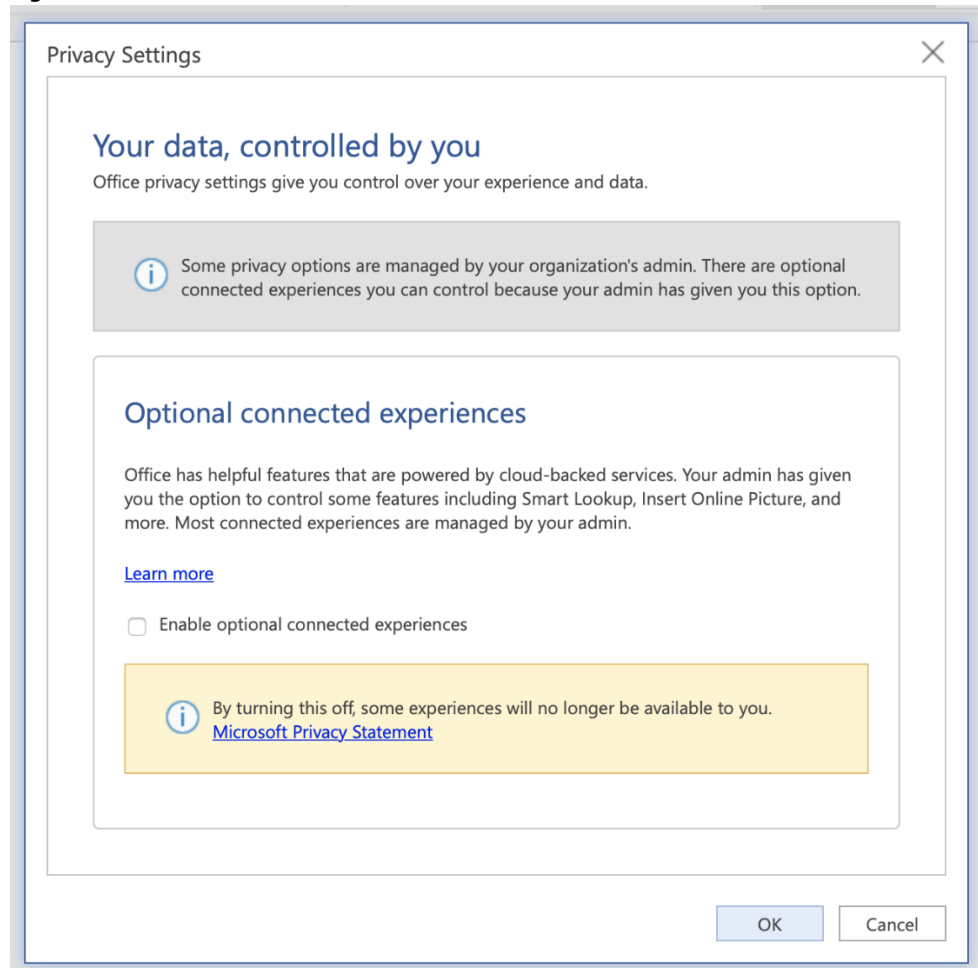 Privacy Settings
Your data, controlled by you
Office privacy settings give you control over your experience and data.
Some privacy options are managed by your organization's admin. There are optional
connected experiences you can control because your admin has given you this option.
Optional connected experiences
Office has helpful features that are powered by cloud-backed services. Your admin has given
you the option to control some features including Smart Lookup, Insert Online Picture, and
more. Most connected experiences are managed by your admin.
Learn more
Enable optional connected experiences
By turning this off, some experiences will no longer be available to you.
Microsoft Privacy Statement
OK Cancel